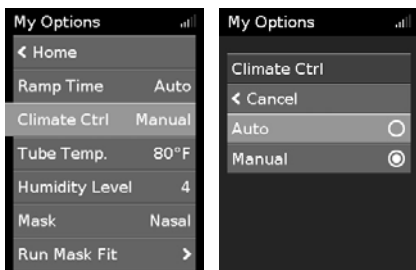 My Options
< Home
Ramp Time Auto
Climate Ctrl Manual
Tube Temp. 80°F
Humidity Level 4
Mask Nasal
Run Mask Fit >
My Options
Climate Ctrl
< Cancel
Auto
Manual